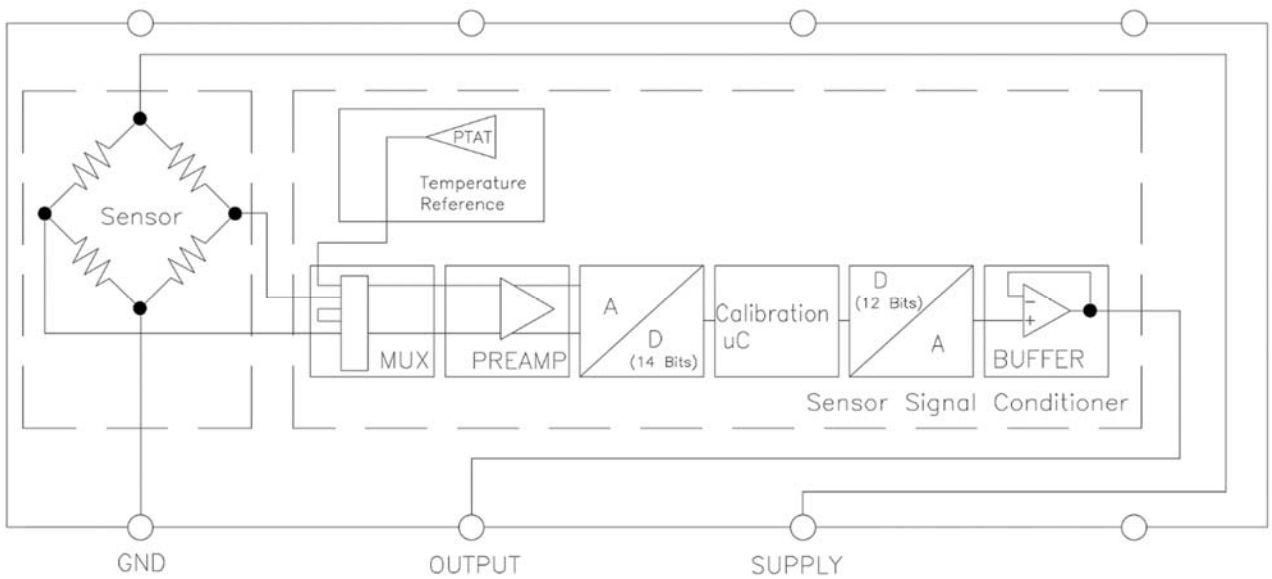 PTAT
Temperature
Reference
Sensor
MUX
PREAMP
A
D
(14 Bits)
Calibration
uC
D
(12 Bits)
A
−
+
BUFFER
Sensor Signal Conditioner
GND
OUTPUT
SUPPLY